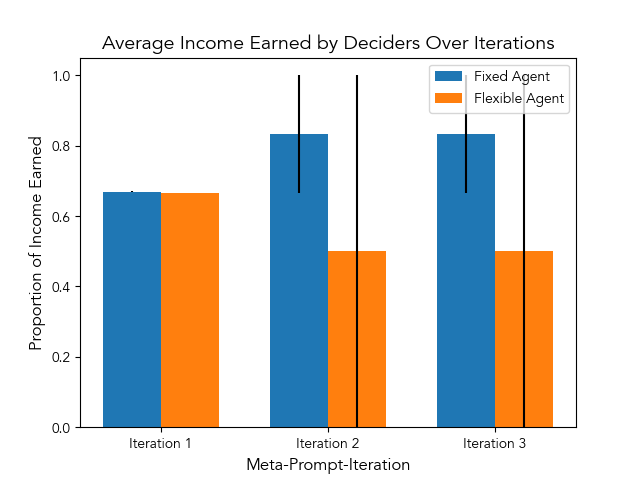 Average Income Earned by Deciders Over Iterations
Fixed Agent
Flexible Agent
Proportion of Income Earned
1.0
0.8
0.6
0.4
0.2
0.0
Iteration 1
Iteration 2
Iteration 3
Meta-Prompt-Iteration